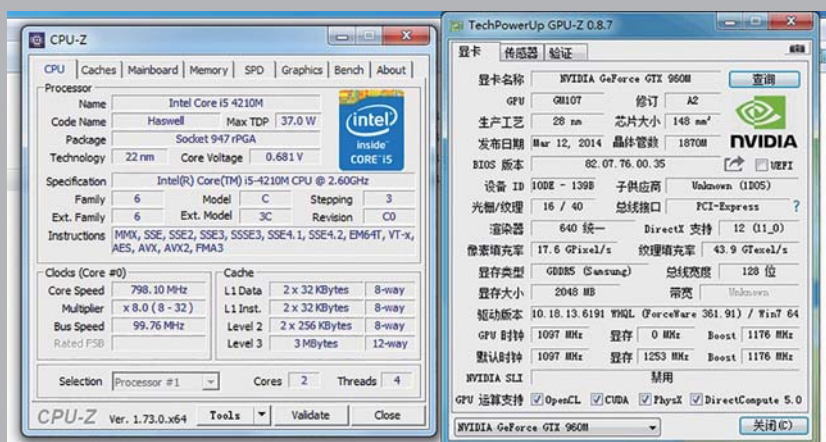 CPU-Z
CPU Caches Mainboard Memory SPD Graphics Bench About
Processor
Name Intel Core i5 4210M
Code Name Haswell Max TDP 37.0 W
Package Socket 947 rPGA
Technology 22 nm Core Voltage 0.681 V
intel inside CORE i5
Specification Intel(R) Core(TM) i5-4210M CPU @ 2.60GHz
Family 6 Model C Stepping 3
Ext. Family 6 Ext. Model 3C Revision C0
Instructions MMX, SSE, SSE2, SSE3, SSSE3, SSE4.1, SSE4.2, EM64T, VT-x,
AES, AVX, AVX2, FMA3
Clocks (Core #0)
Core Speed 798.10 MHz
Multiplier x 8.0 ( 8 - 32 )
Bus Speed 99.76 MHz
Rated FSB
Cache
L1 Data 2 x 32 KBytes 8-way
L1 Inst. 2 x 32 KBytes 8-way
Level 2 2 x 256 KBytes 8-way
Level 3 3 MBytes 12-way
Selection Processor #1 Cores 2 Threads 4
CPU-Z Ver. 1.73.0.x64 Tools Validate Close
TechPowerUp GPU-Z 0.8.7
显卡 传感器 验证
显卡名称 NVIDIA GeForce GTX 960M 查询
GPU GM107 修订 A2
生产工艺 28 nm 芯片大小 148 mm²
发布日期 Mar 12, 2014 晶体管数 1870M
NVIDIA
BIOS 版本 82.07.76.00.35 UEFI
设备 ID 10DE - 139B 子供应商 Unknown (1D05)
光栅/纹理 16 / 40 总线接口 PCI-Express ?
渲染器 640 统一 DirectX 支持 12 (11_0)
像素填充率 17.6 GPixel/s 纹理填充率 43.9 GTexel/s
显存类型 GDDR5 (Samsung) 总线宽度 128 位
显存大小 2048 MB 带宽 Unknown
驱动版本 10.18.13.6191 WHQL (ForceWare 361.91) / Win7 64
GPU 时钟 1097 MHz 显存 0 MHz Boost 1176 MHz
默认时钟 1097 MHz 显存 1253 MHz Boost 1176 MHz
NVIDIA SLI 禁用
GPU 运算支持 OpenCL CUDA PhysX DirectCompute 5.0
NVIDIA GeForce GTX 960M 关闭(C)